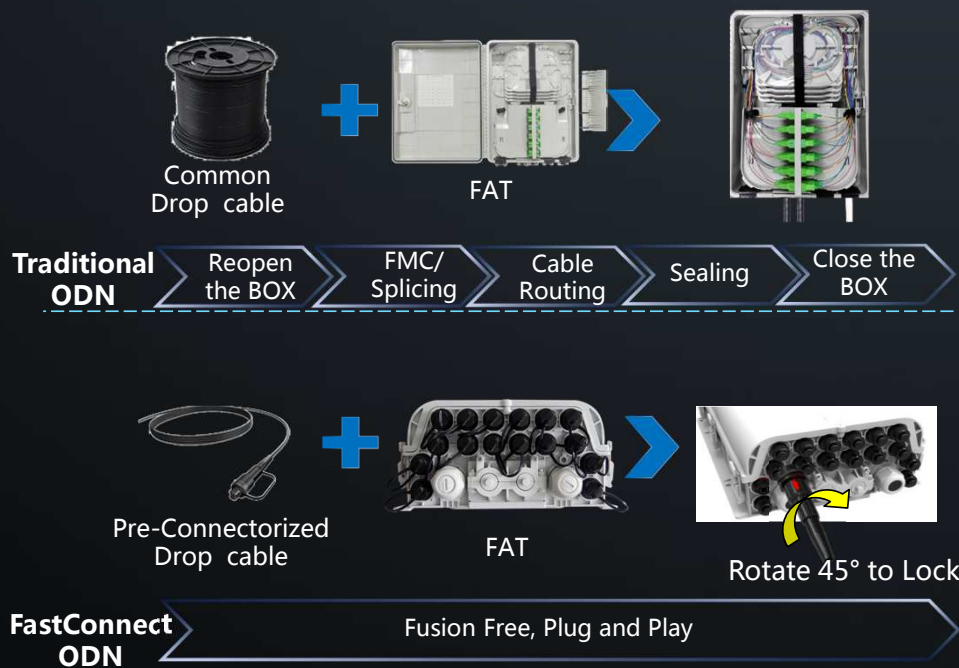 Common
Drop cable
FAT
Traditional
ODN
Reopen
the BOX
FMC/
Splicing
Cable
Routing
Sealing
Close the
BOX
Pre-Connectorized
Drop cable
FAT
Rotate 45° to Lock
FastConnect
ODN
Fusion Free, Plug and Play